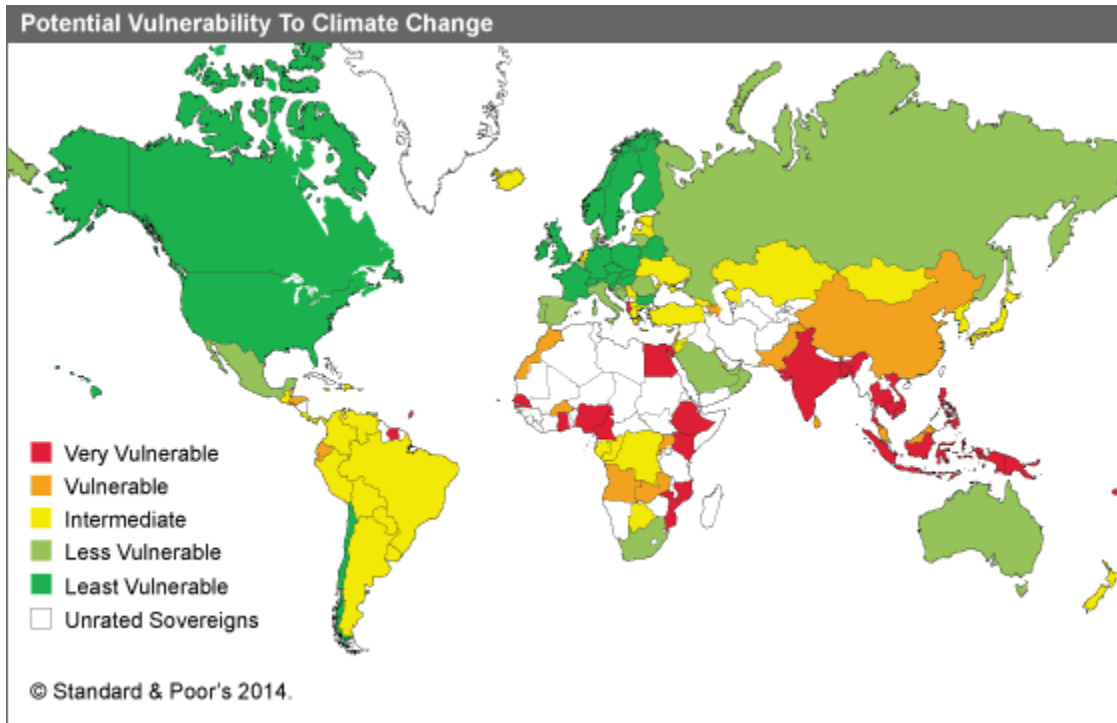 Potential Vulnerability To Climate Change
Very Vulnerable
Vulnerable
Intermediate
Less Vulnerable
Least Vulnerable
Unrated Sovereigns
© Standard & Poor's 2014.